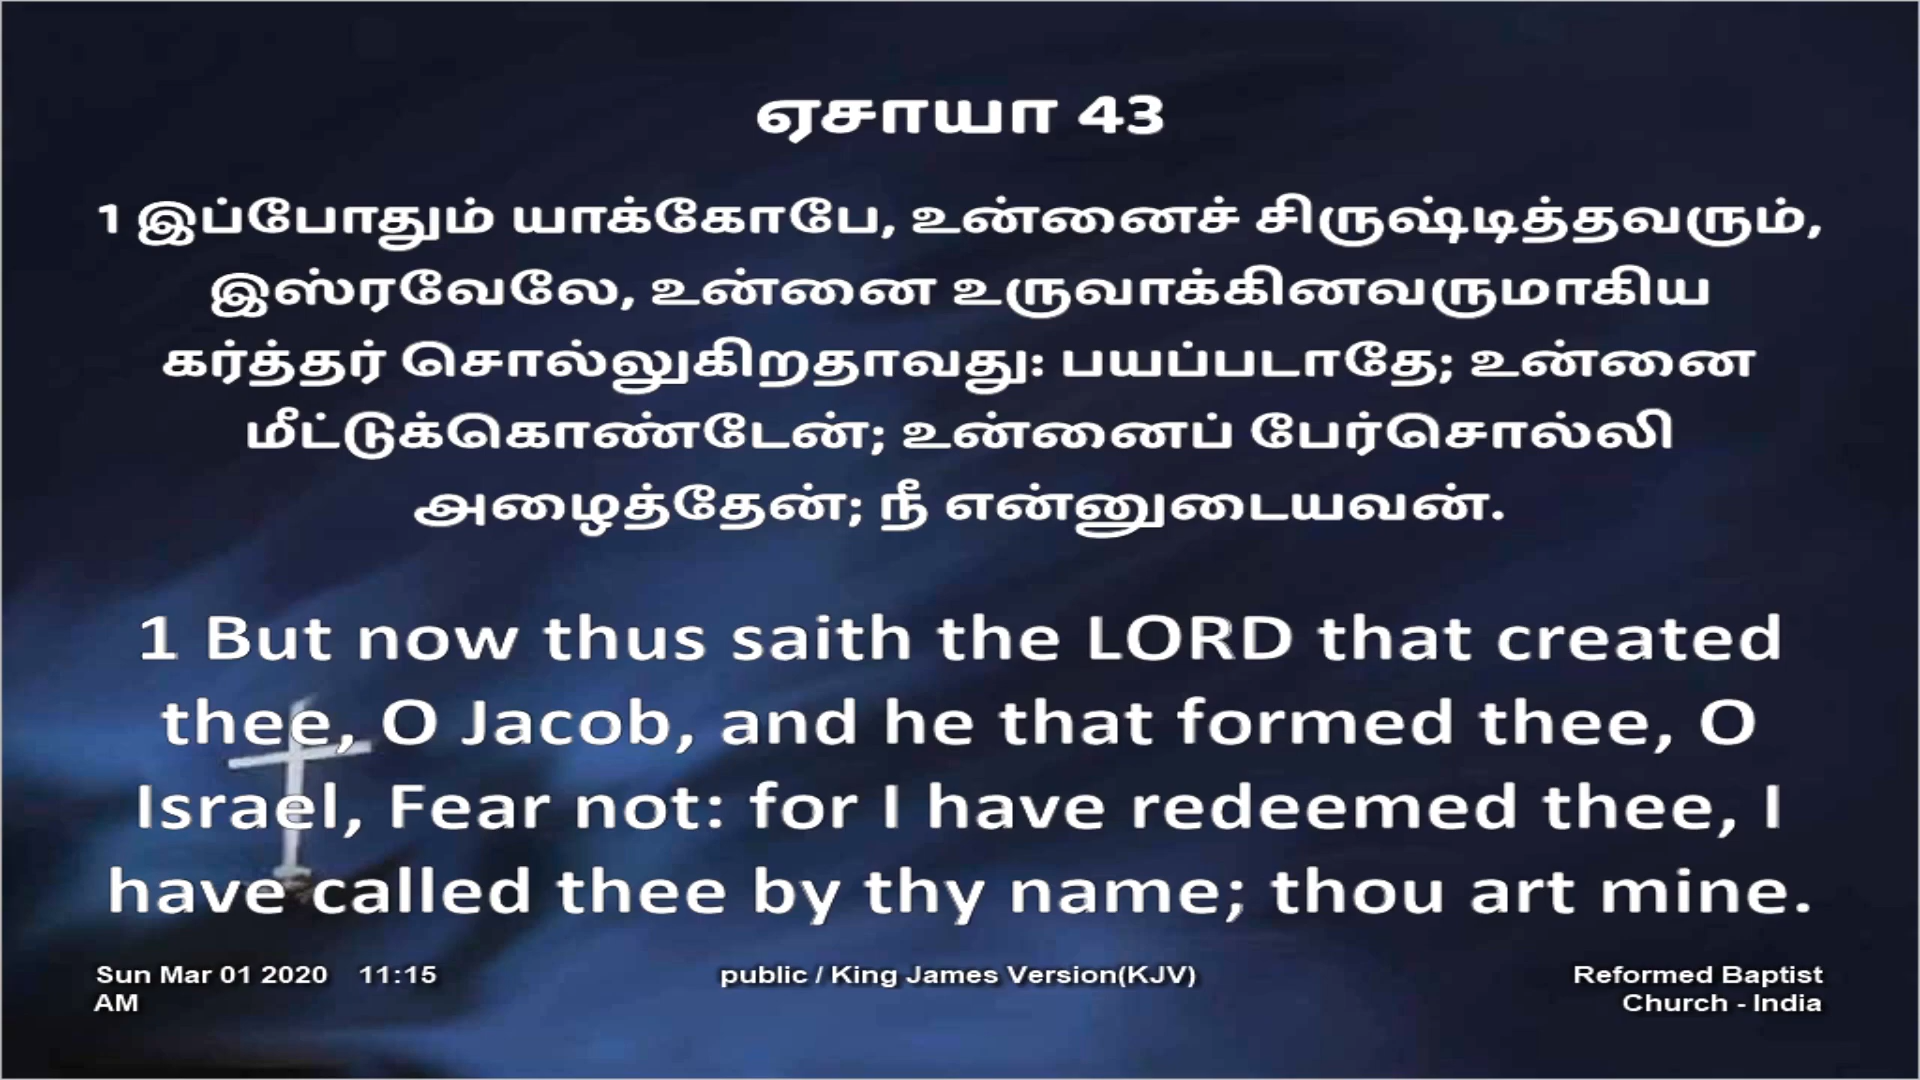 ஏசாயா 43
1 இப்போதும் யாக்கோபே, உன்னைச் சிருஷ்டித்தவரும்,
இஸ்ரவேலே, உன்னை உருவாக்கினவருமாகிய
கர்த்தர் சொல்லுகிறதாவது: பயப்படாதே; உன்னை
மீட்டுக்கொண்டேன்; உன்னைப் பேர்சொல்லி
அழைத்தேன்; நீ என்னுடையவன்.
1 But now thus saith the LORD that created
thee, O Jacob, and he that formed thee, O
Israel, Fear not: for I have redeemed thee, I
have called thee by thy name; thou art mine.
Sun Mar 01 2020 11:15
AM
public / King James Version(KJV)
Reformed Baptist
Church - India